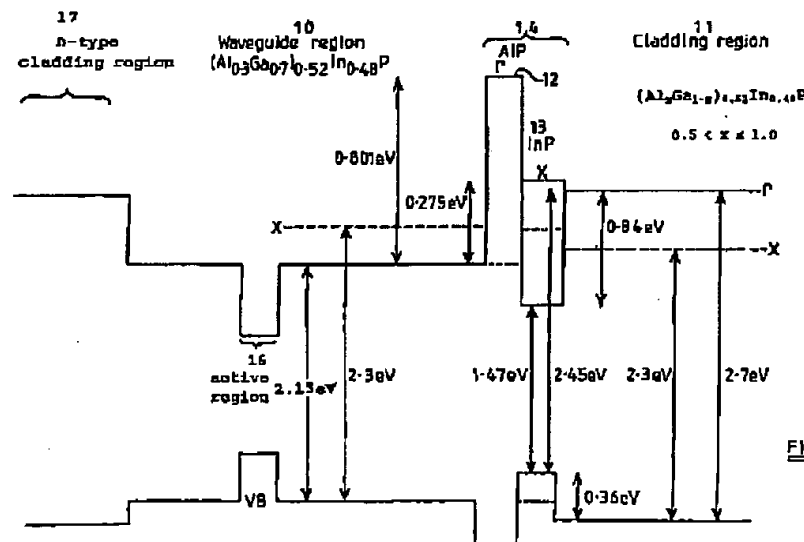 17
n-type
cladding region
10
Waveguide region
(Al0·3Ga0·7)0·52In0·48P
14
AlP
Γ
12
11
Cladding region
(AlxGa1-x)0.52In0.48P
0.5 < x ≤ 1.0
13
InP
X
0·801eV
0·275eV
X
Γ
0·84eV
X
16
active
region
2.13eV
2·3eV
1·47eV
2·45eV
2·3eV
2·7eV
VB
0·36eV